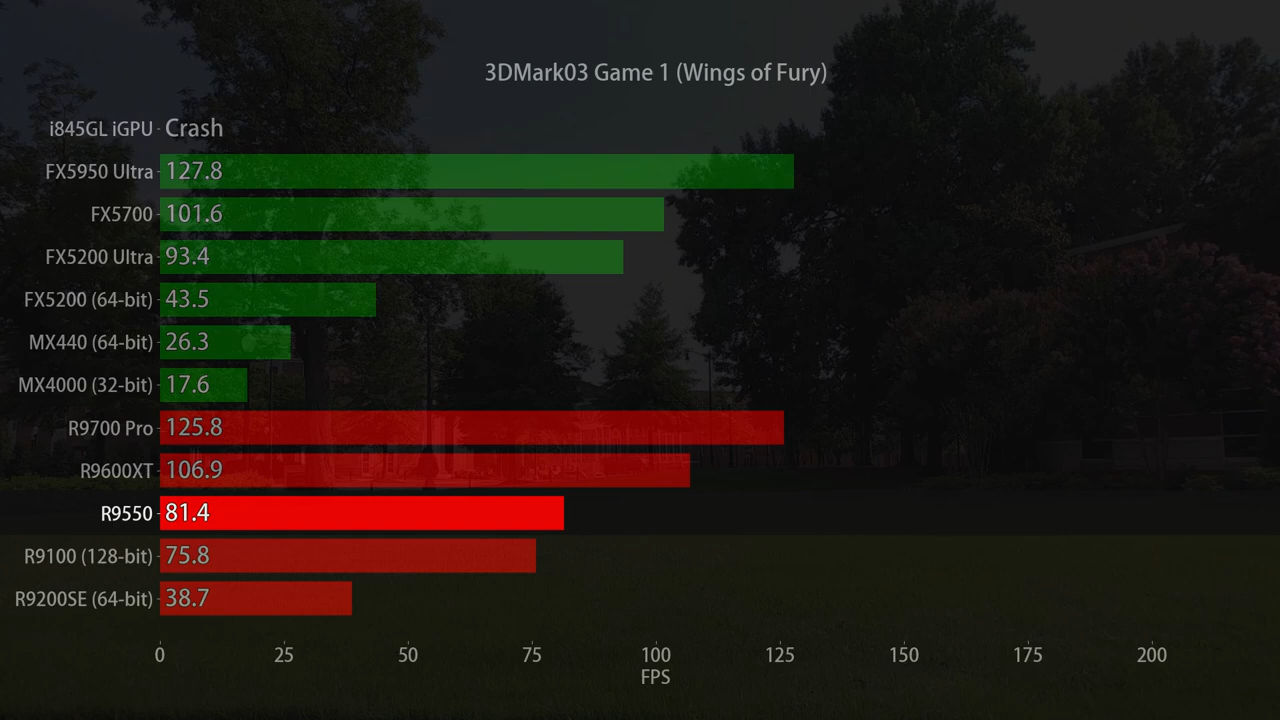 3DMark03 Game 1 (Wings of Fury)
i845GL iGPU Crash
FX5950 Ultra 127.8
FX5700 101.6
FX5200 Ultra 93.4
FX5200 (64-bit) 43.5
MX440 (64-bit) 26.3
MX4000 (32-bit) 17.6
R9700 Pro 125.8
R9600XT 106.9
R9550 81.4
R9100 (128-bit) 75.8
R9200SE (64-bit) 38.7
0 25 50 75 100 125 150 175 200
FPS